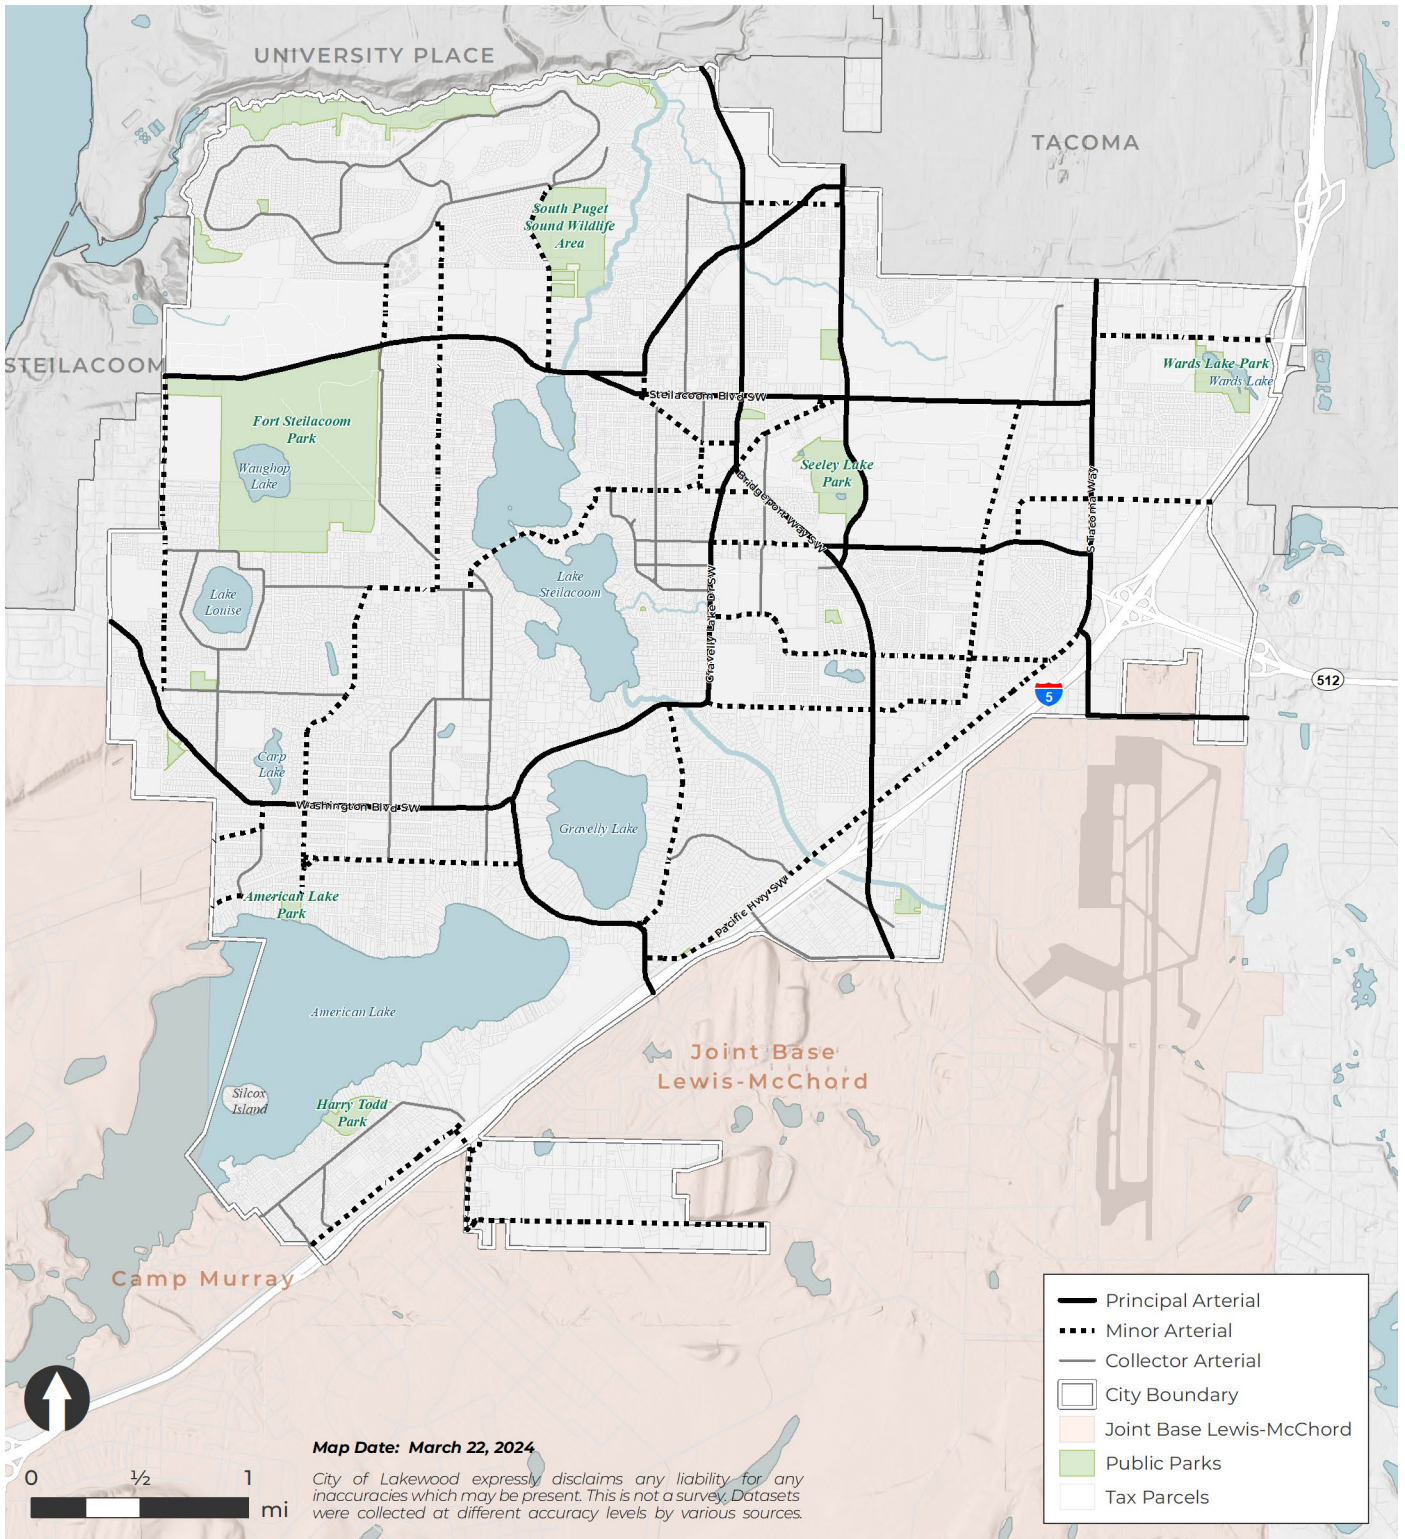 UNIVERSITY PLACE
TACOMA
South Puget
Sound Wildlife
Area
STEILACOOM
Wards Lake Park
Wards Lake
Steilacoom Blvd SW
Fort Steilacoom
Park
Waughop
Lake
Seeley Lake
Park
Bridgeport Way SW
S Tacoma Way
Lake
Steilacoom
Lake
Louise
Gravelly Lake Dr SW
512
5
Carp
Lake
Washington Blvd SW
Gravelly Lake
American Lake
Park
Pacific Hwy SW
American Lake
Joint Base
Lewis-McChord
Silcox
Island
Harry Todd
Park
Camp Murray
Principal Arterial
Minor Arterial
Collector Arterial
City Boundary
Joint Base Lewis-McChord
Public Parks
Tax Parcels
Map Date: March 22, 2024
City of Lakewood expressly disclaims any liability for any
inaccuracies which may be present. This is not a survey. Datasets
were collected at different accuracy levels by various sources.
0 ½ 1
mi